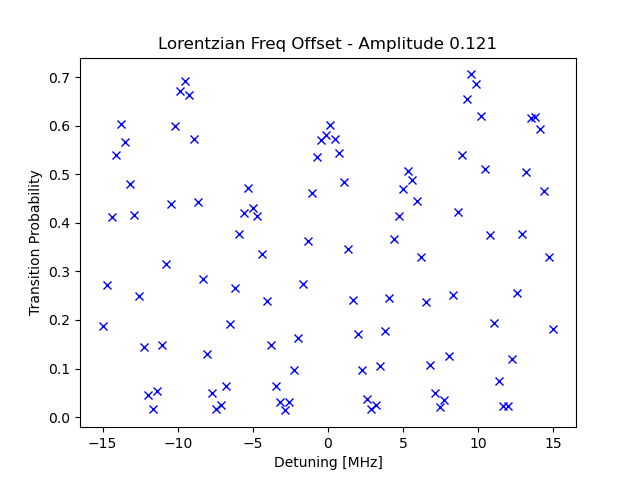 Lorentzian Freq Offset - Amplitude 0.121
Transition Probability
0.7
0.6
0.5
0.4
0.3
0.2
0.1
0.0
−15 −10 −5 0 5 10 15
Detuning [MHz]